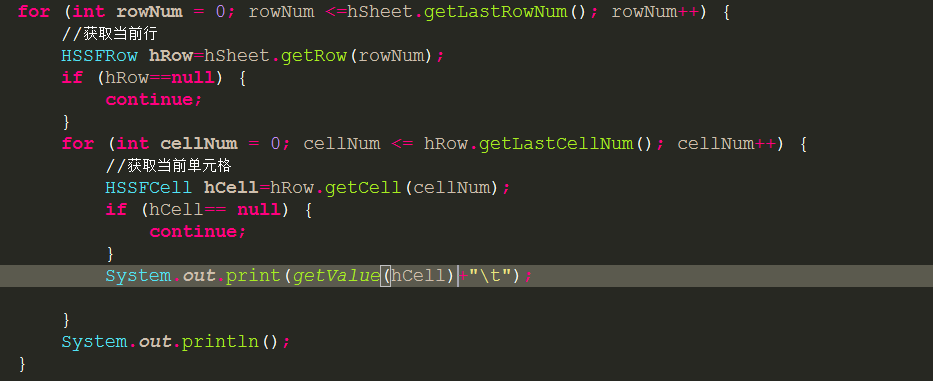 for (int rowNum = 0; rowNum <=hSheet.getLastRowNum(); rowNum++) {
//获取当前行
HSSFRow hRow=hSheet.getRow(rowNum);
if (hRow==null) {
continue;
}
for (int cellNum = 0; cellNum <= hRow.getLastCellNum(); cellNum++) {
//获取当前单元格
HSSFCell hCell=hRow.getCell(cellNum);
if (hCell== null) {
continue;
}
System.out.print(getValue(hCell)+"\t");
}
System.out.println();
}